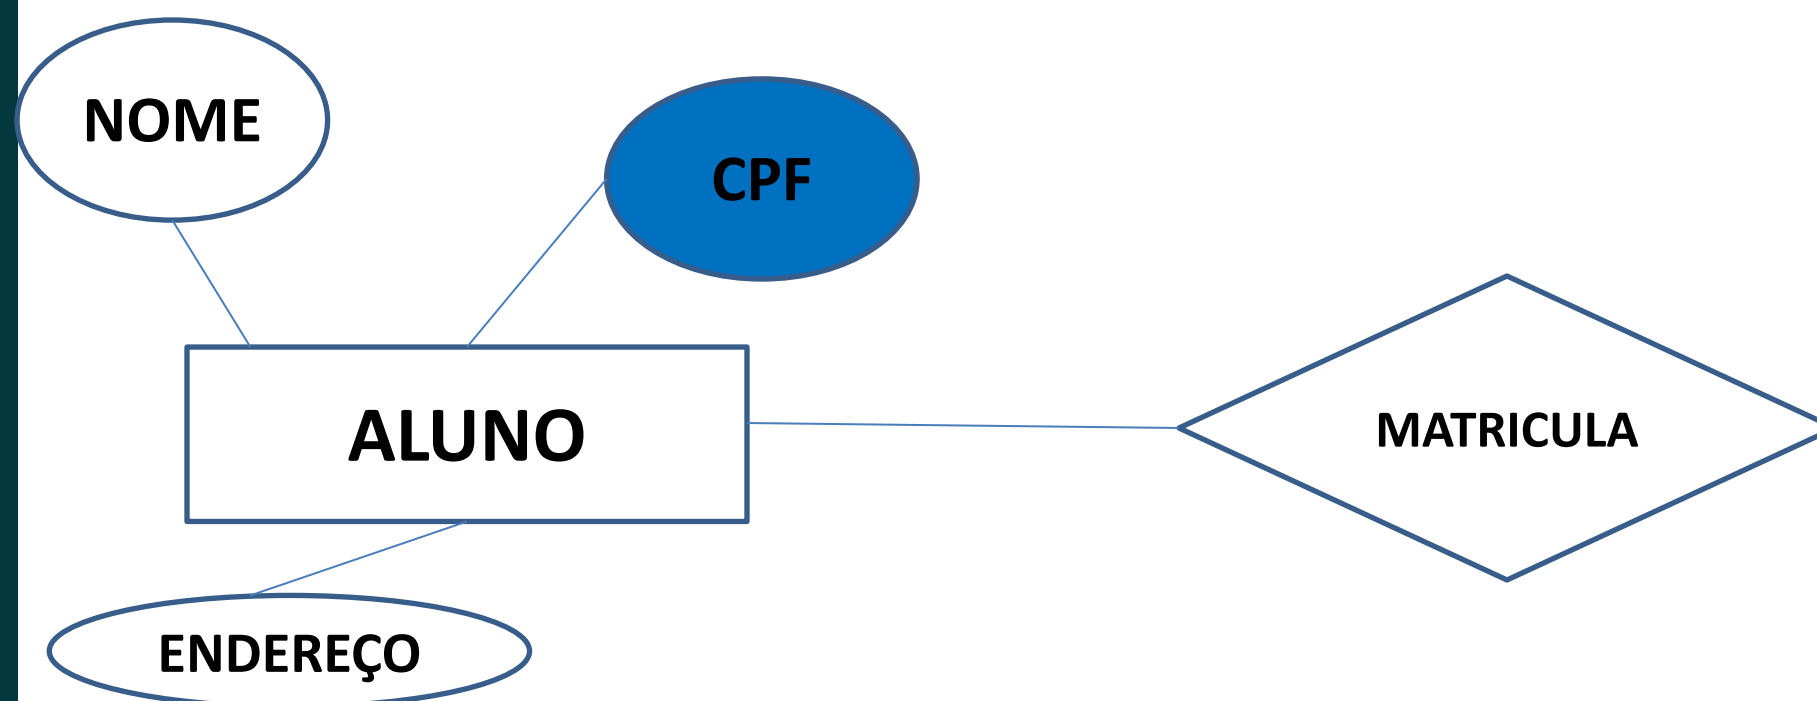 NOME
CPF
ALUNO
MATRICULA
ENDEREÇO